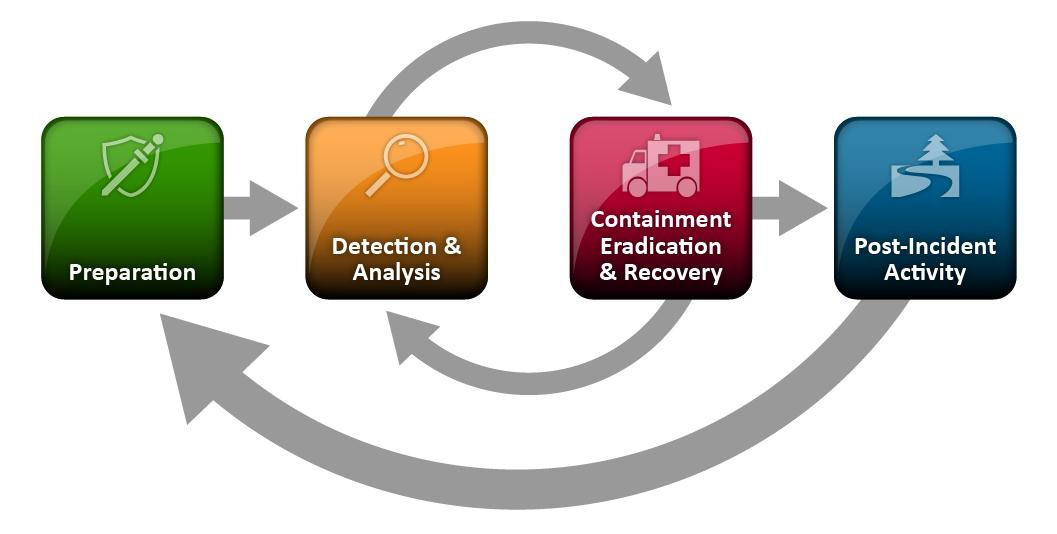 Preparation
Detection &
Analysis
Containment
Eradication
& Recovery
Post-Incident
Activity